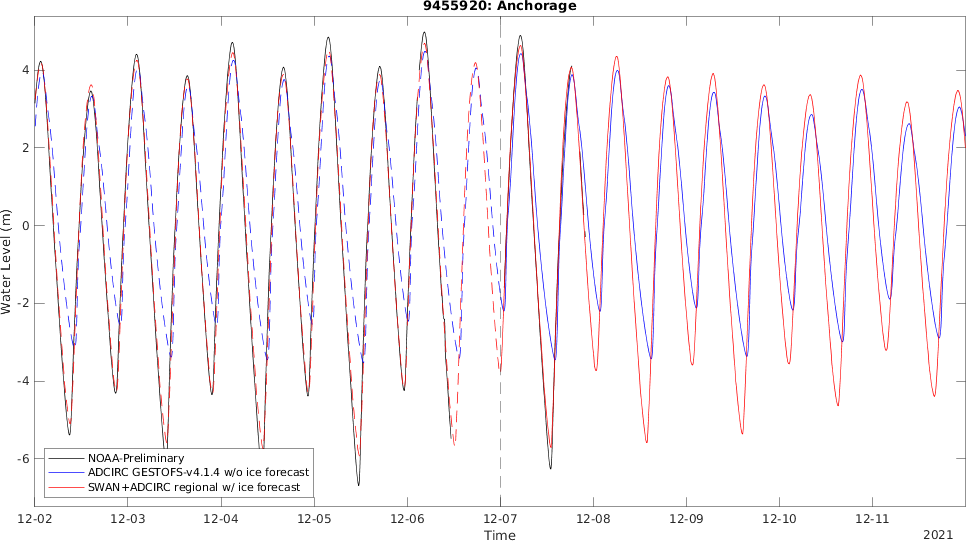 9455920: Anchorage
Water Level (m)
4
2
0
-2
-4
-6
NOAA-Preliminary
ADCIRC GESTOFS-v4.1.4 w/o ice forecast
SWAN+ADCIRC regional w/ ice forecast
12-02 12-03 12-04 12-05 12-06 12-07 12-08 12-09 12-10 12-11
Time
2021